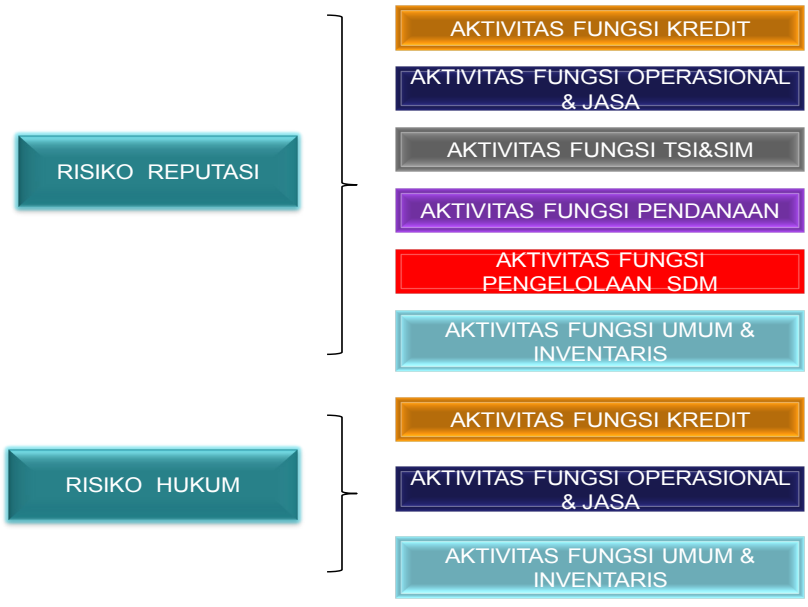 RISIKO REPUTASI
AKTIVITAS FUNGSI KREDIT
AKTIVITAS FUNGSI OPERASIONAL
& JASA
AKTIVITAS FUNGSI TSI&SIM
AKTIVITAS FUNGSI PENDANAAN
AKTIVITAS FUNGSI
PENGELOLAAN SDM
AKTIVITAS FUNGSI UMUM &
INVENTARIS
RISIKO HUKUM
AKTIVITAS FUNGSI KREDIT
AKTIVITAS FUNGSI OPERASIONAL
& JASA
AKTIVITAS FUNGSI UMUM &
INVENTARIS